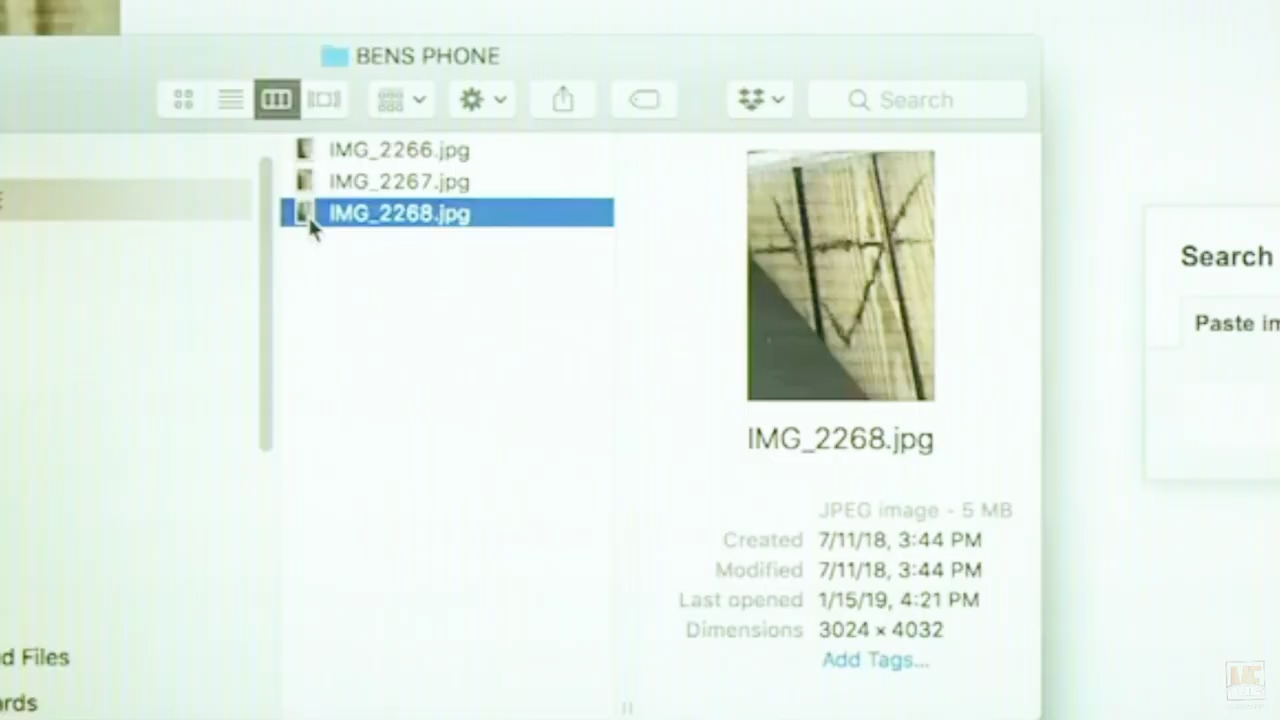 BENS PHONE
Search
IMG_2266.jpg
IMG_2267.jpg
IMG_2268.jpg
IMG_2268.jpg
JPEG image - 5 MB
Created 7/11/18, 3:44 PM
Modified 7/11/18, 3:44 PM
Last opened 1/15/19, 4:21 PM
Dimensions 3024 × 4032
Add Tags...
Search
Paste im
d Files
ards